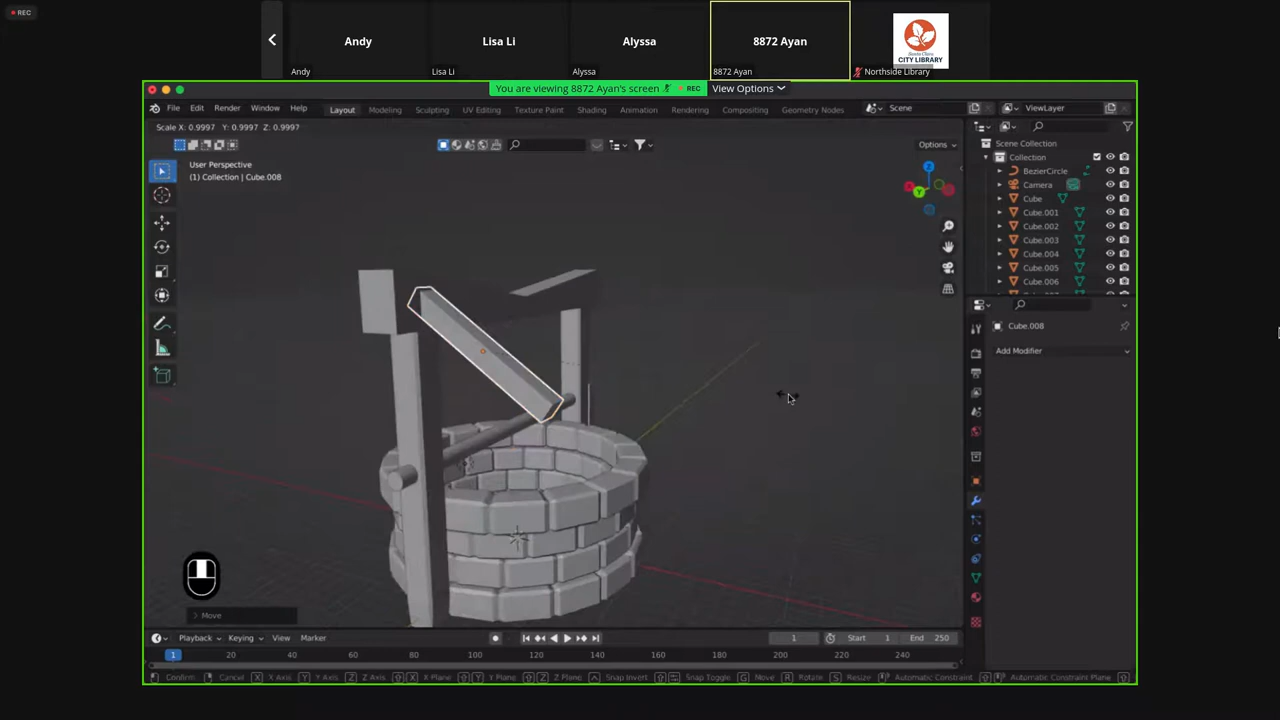 REC
Andy
Lisa Li
Alyssa
8872 Ayan
Santa Clara
CITY LIBRARY
Andy
Lisa Li
Alyssa
8872 Ayan
Northside Library
You are viewing 8872 Ayan's screen
REC
View Options
File Edit Render Window Help
Layout Modeling Sculpting UV Editing Texture Paint Shading Animation Rendering Compositing Geometry Nodes
Scene
ViewLayer
Scale X: 0.9997 Y: 0.9997 Z: 0.9997
Options
User Perspective
(1) Collection | Cube.008
Z
Y
Scene Collection
Collection
BezierCircle
Camera
Cube
Cube.001
Cube.002
Cube.003
Cube.004
Cube.005
Cube.006
Cube.008
Add Modifier
Move
Playback Keying View Marker
1
Start 1
End 250
1 20 40 60 80 100 120 140 160 180 200 220 240
Confirm Cancel X X Axis Y Y Axis Z Z Axis X X Plane Y Y Plane Z Z Plane Snap Invert Snap Toggle G Move R Rotate S Resize Automatic Constraint Automatic Constraint Plane